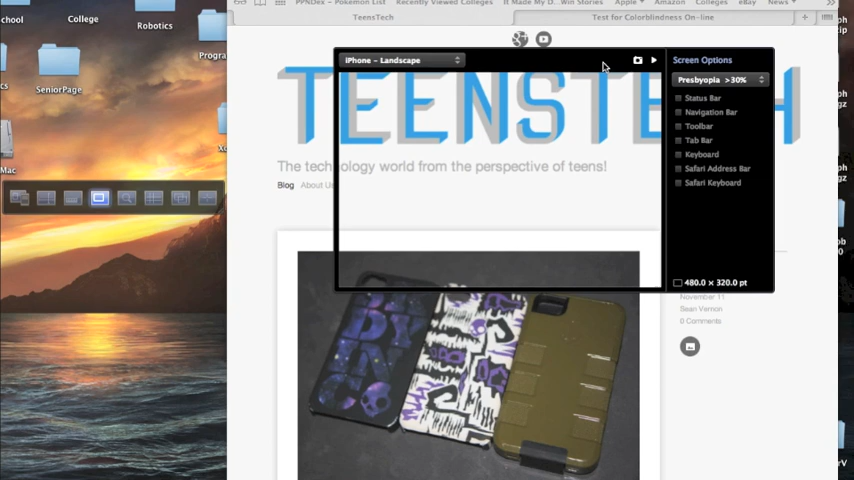 PPNDex – Pokemon List Recently Viewed Colleges It Made My D...Win Stories Apple Amazon Colleges eBay News
TeensTech Test for Colorblindness On-line
chool
College
Robotics
Progra
cs
SeniorPage
Mac
iPhone – Landscape
Screen Options
Presbyopia >30%
Status Bar
Navigation Bar
Toolbar
Tab Bar
Keyboard
Safari Address Bar
Safari Keyboard
480.0 × 320.0 pt
TEENSTECH
The technology world from the perspective of teens!
Blog About Us
November 11
Sean Vernon
0 Comments